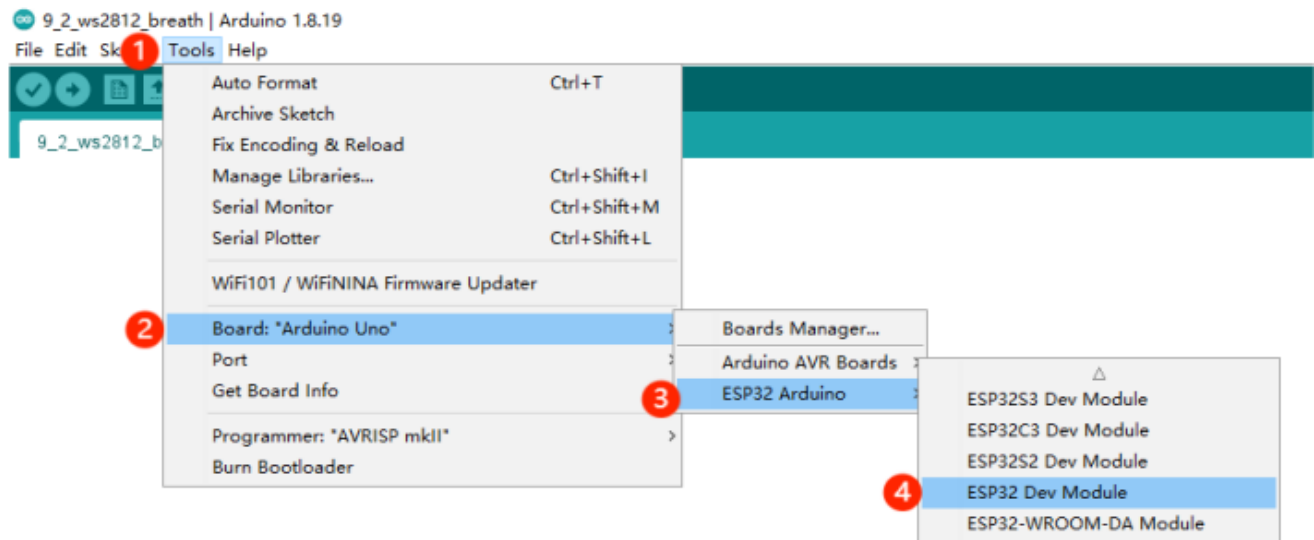 9_2_ws2812_breath | Arduino 1.8.19
File Edit Sk 1 Tools Help
9_2_ws2812_b
Auto Format Ctrl+T
Archive Sketch
Fix Encoding & Reload
Manage Libraries... Ctrl+Shift+I
Serial Monitor Ctrl+Shift+M
Serial Plotter Ctrl+Shift+L
WiFi101 / WiFiNINA Firmware Updater
2 Board: "Arduino Uno"
Port
Get Board Info
Programmer: "AVRISP mkII"
Burn Bootloader
Boards Manager...
Arduino AVR Boards
3 ESP32 Arduino
ESP32S3 Dev Module
ESP32C3 Dev Module
ESP32S2 Dev Module
4 ESP32 Dev Module
ESP32-WROOM-DA Module